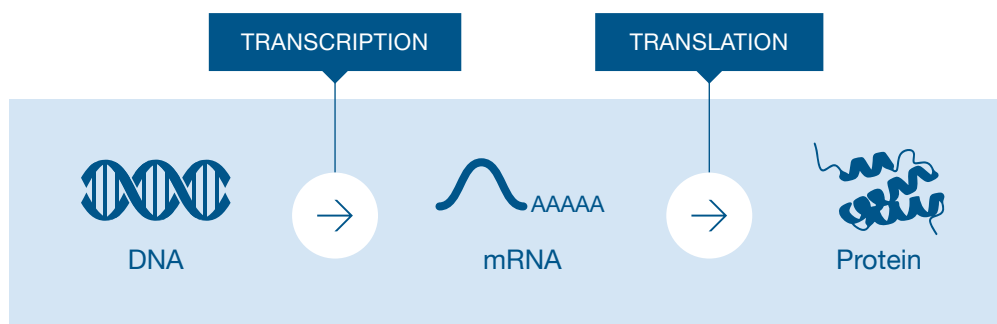 TRANSCRIPTION
TRANSLATION
AAAAA
DNA
mRNA
Protein